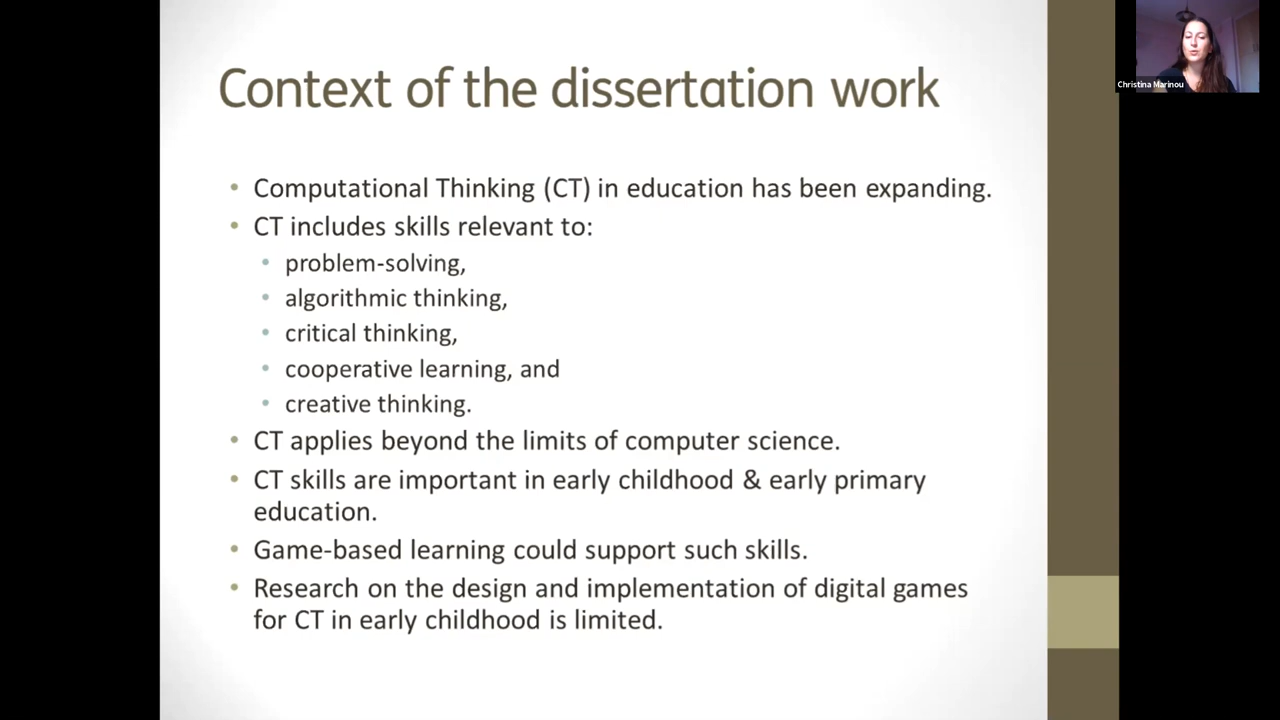 Context of the dissertation work
Christina Marinou
• Computational Thinking (CT) in education has been expanding.
• CT includes skills relevant to:
• problem-solving,
• algorithmic thinking,
• critical thinking,
• cooperative learning, and
• creative thinking.
• CT applies beyond the limits of computer science.
• CT skills are important in early childhood & early primary
education.
• Game-based learning could support such skills.
• Research on the design and implementation of digital games
for CT in early childhood is limited.